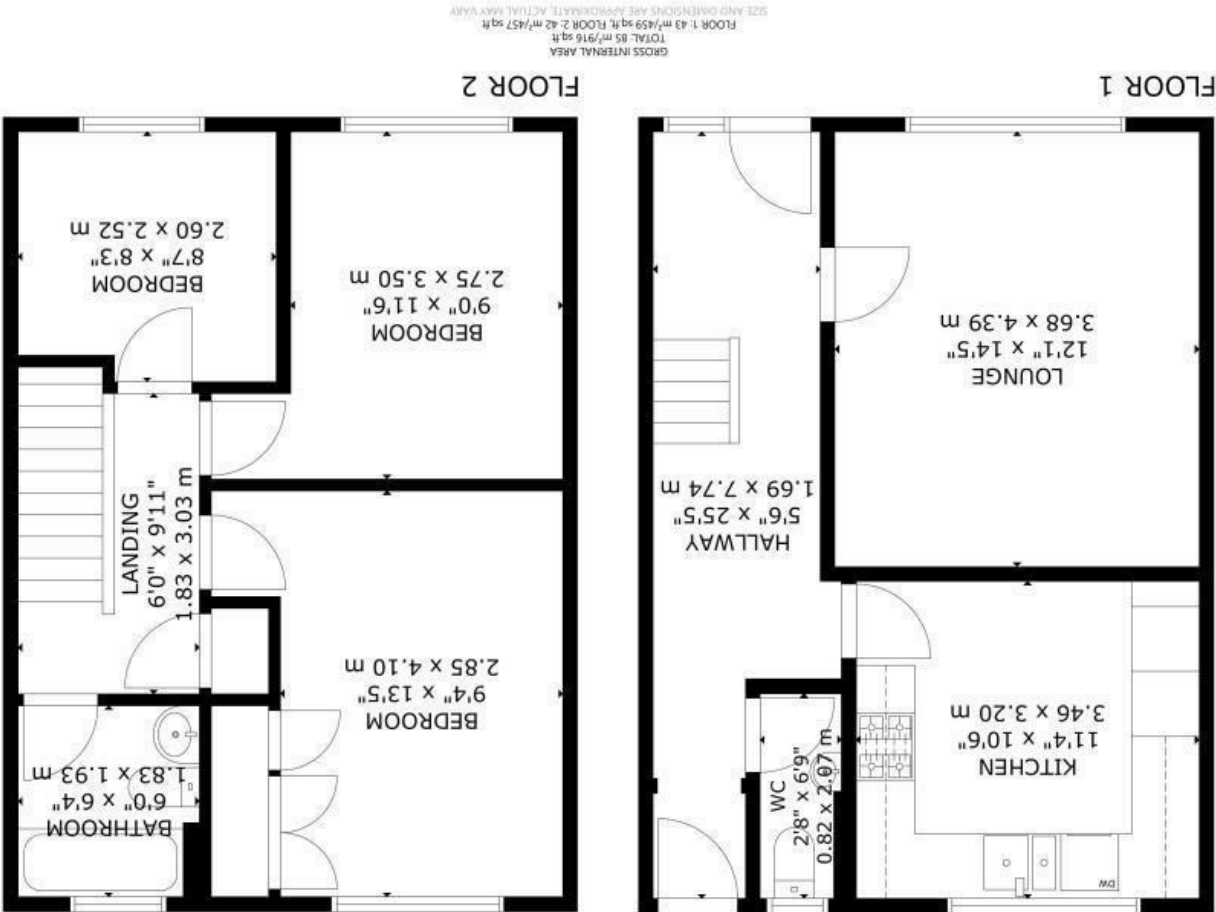 KITCHEN
11'4" x 10'6"
3.46 x 3.20 m
DW
WC
2'8" x 6'9"
0.82 x 2.07 m
BATHROOM
6'0" x 6'4"
1.83 x 1.93 m
BEDROOM
9'4" x 13'5"
2.85 x 4.10 m
HALLWAY
5'6" x 25'5"
1.69 x 7.74 m
LANDING
6'0" x 9'11"
1.83 x 3.03 m
LOUNGE
12'1" x 14'5"
3.68 x 4.39 m
BEDROOM
9'0" x 11'6"
2.75 x 3.50 m
BEDROOM
8'7" x 8'3"
2.60 x 2.52 m
FLOOR 1
FLOOR 2
GROSS INTERNAL AREA
TOTAL: 85 m²/916 sq.ft
FLOOR 1: 43 m²/459 sq.ft, FLOOR 2: 42 m²/457 sq.ft
SIZE AND DIMENSIONS ARE APPROXIMATE, ACTUAL MAY VARY